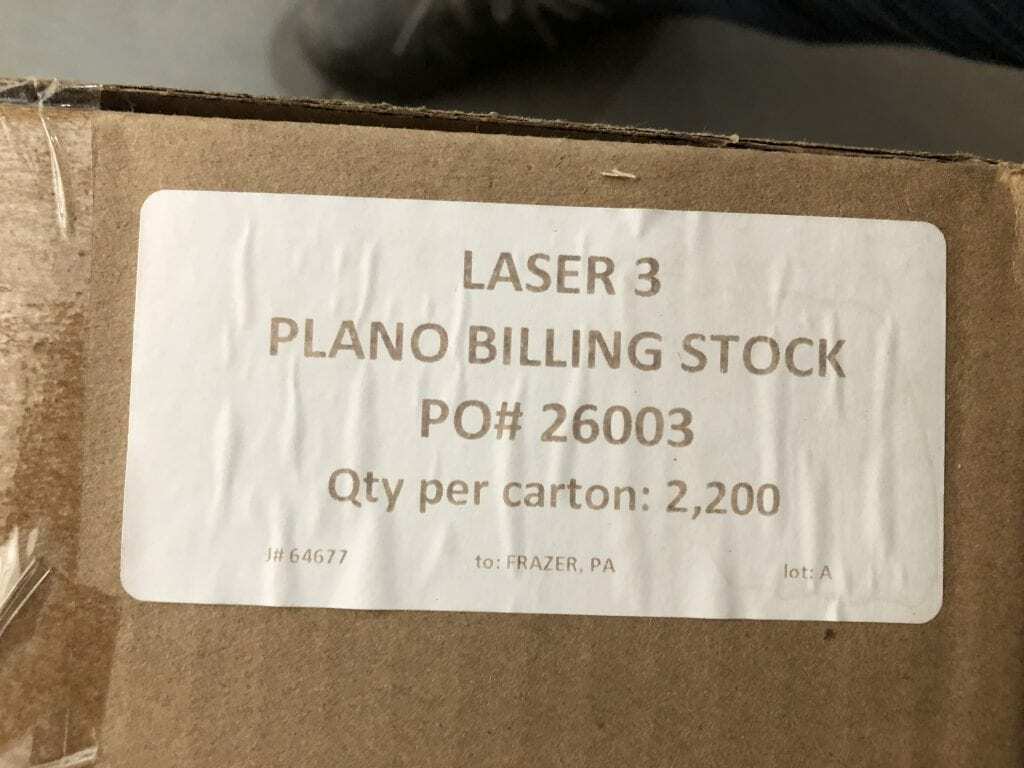 LASER 3
PLANO BILLING STOCK
PO# 26003
Qty per carton: 2,200
J# 64677 to: FRAZER, PA lot: A